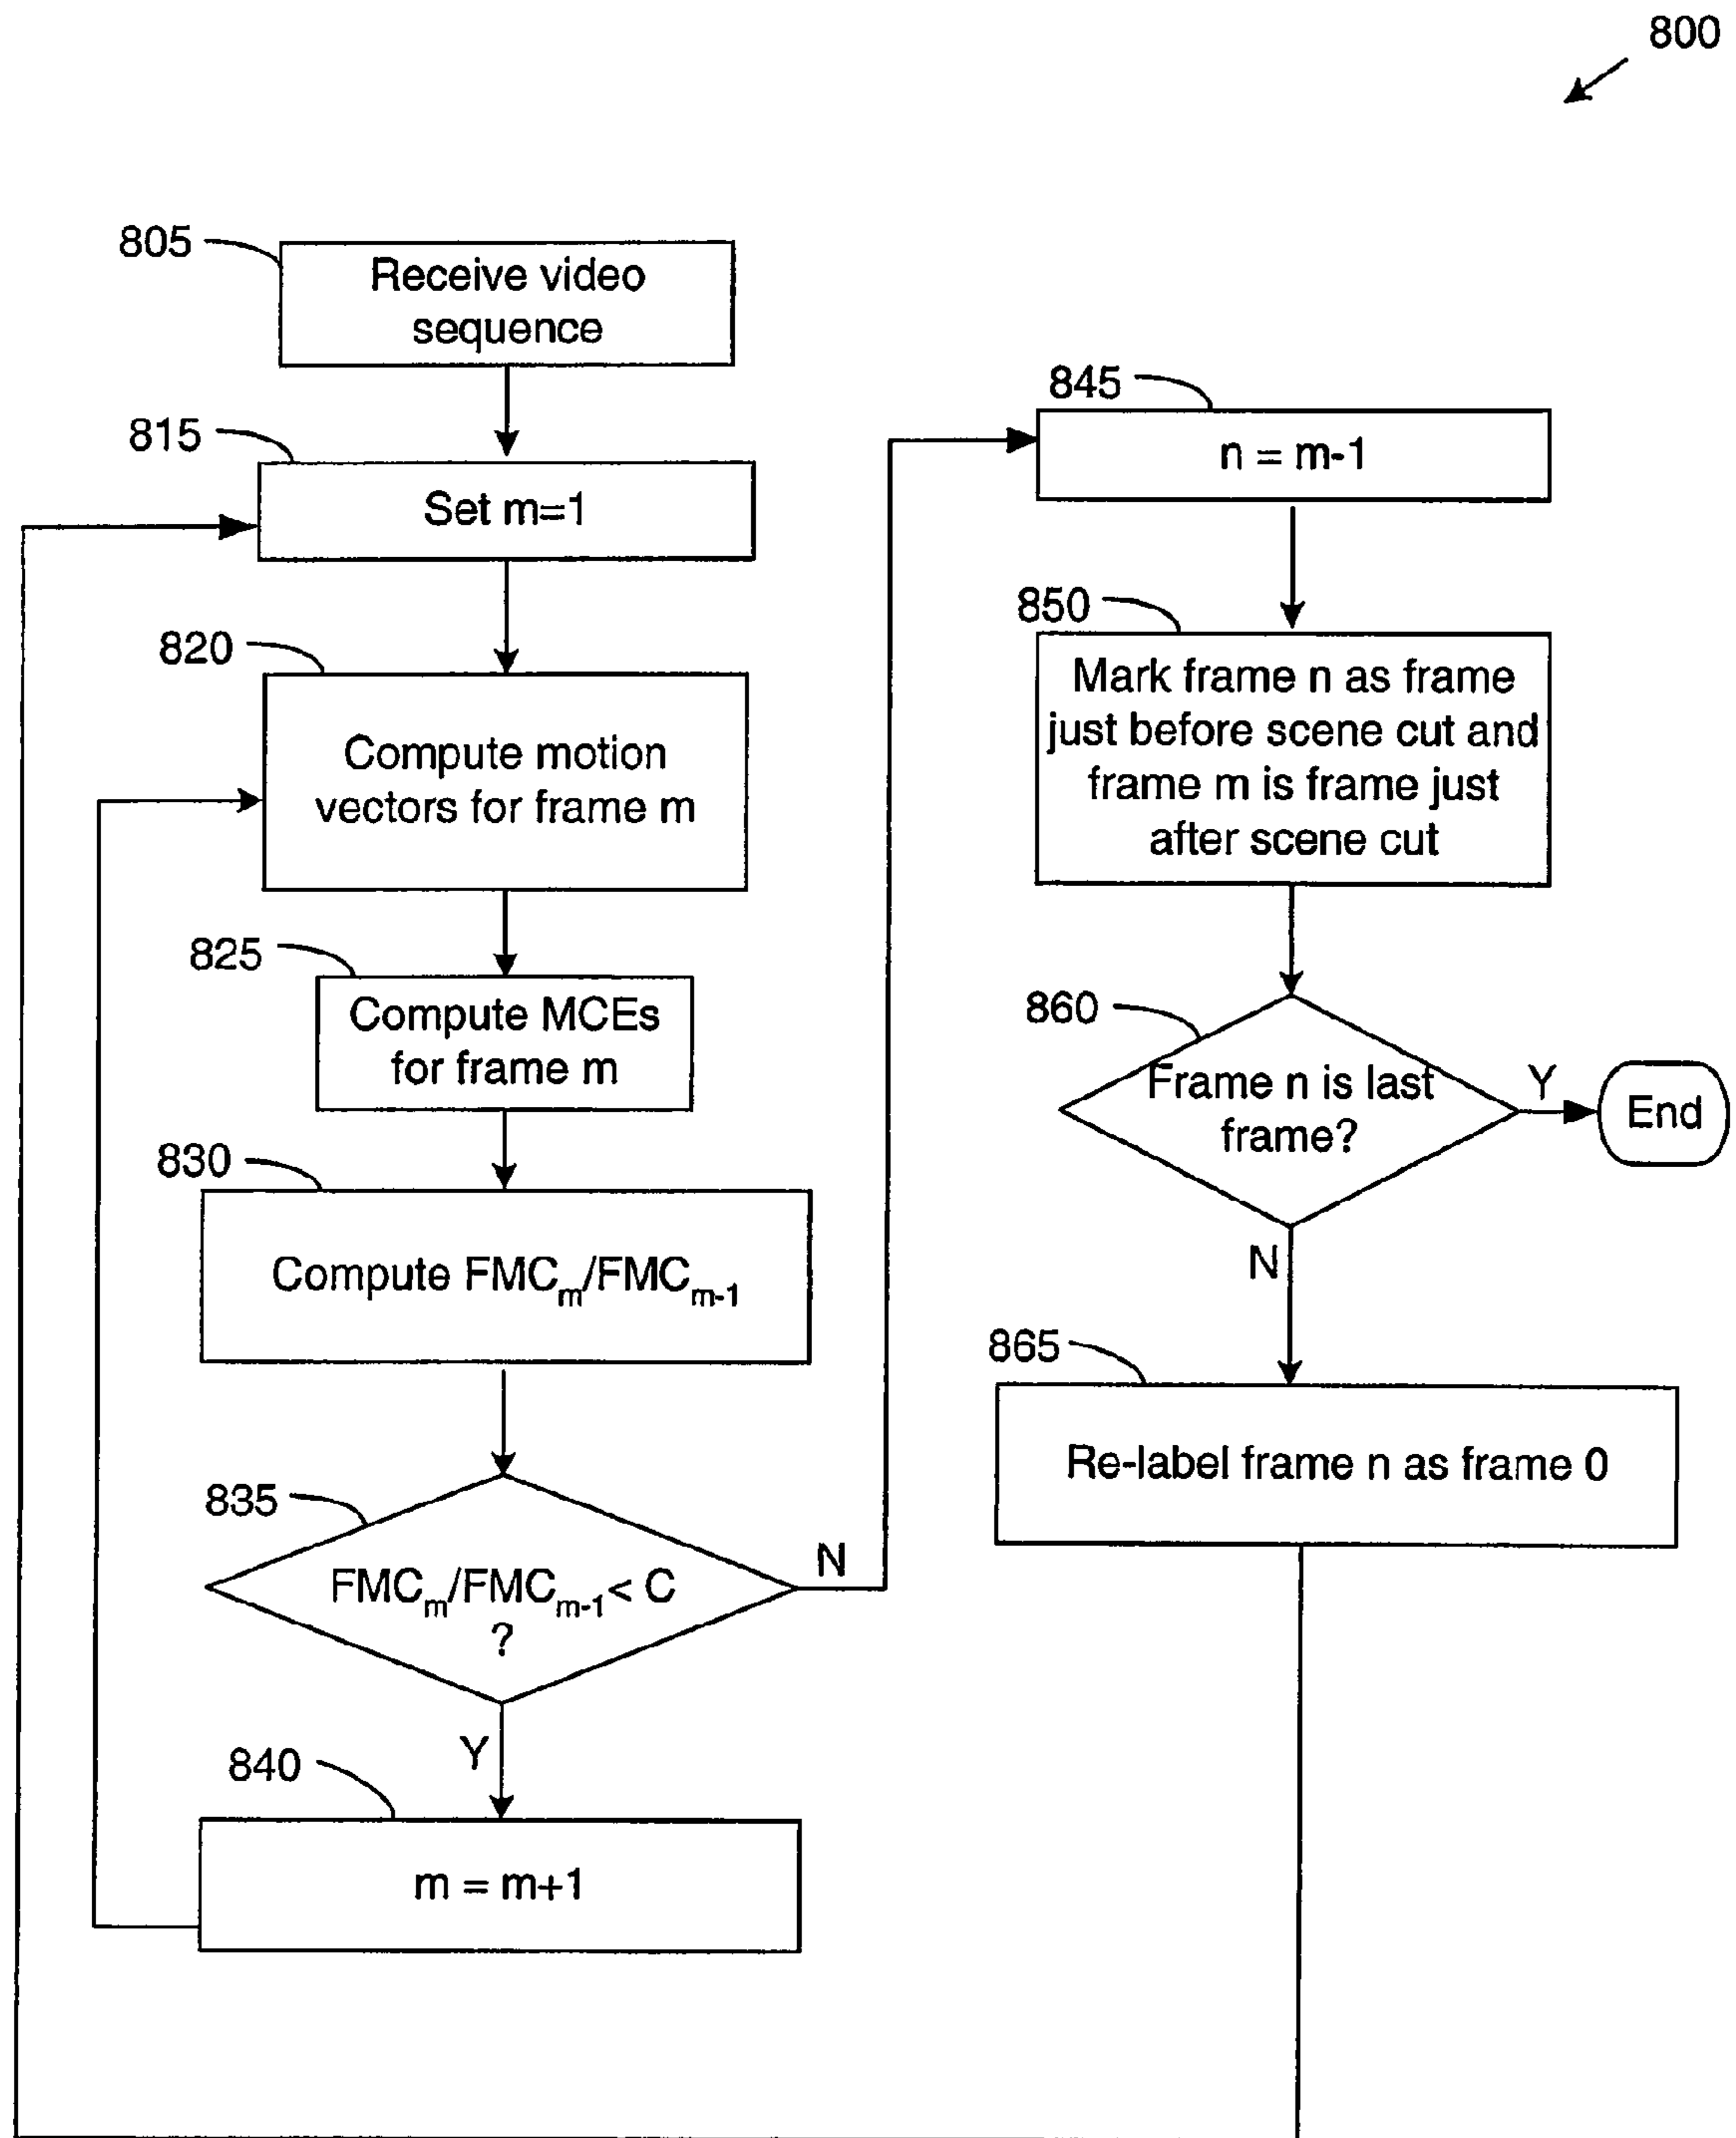 800
805
Receive video
sequence
815
Set m=1
820
Compute motion
vectors for frame m
825
Compute MCEs
for frame m
830
Compute FMCm/FMCm-1
835
FMCm/FMCm-1 < C
?
N
Y
840
m = m+1
845
n = m-1
850
Mark frame n as frame
just before scene cut and
frame m is frame just
after scene cut
860
Frame n is last
frame?
Y
End
N
865
Re-label frame n as frame 0